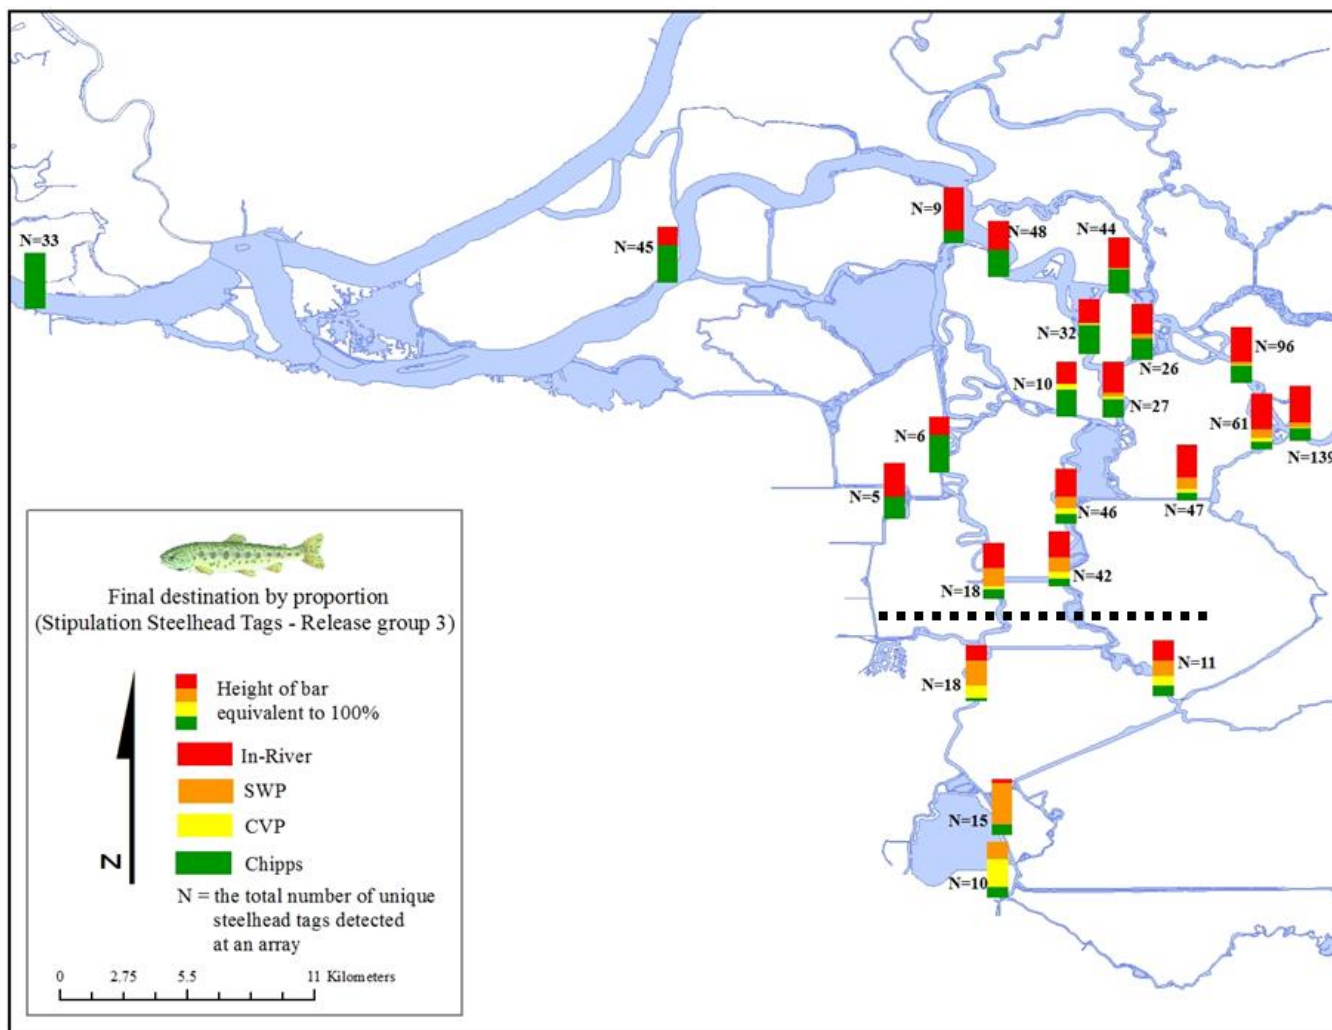 N=33
N=45
N=9
N=48
N=44
N=32
N=26
N=96
N=10
N=27
N=61
N=139
N=6
N=5
N=46
N=47
N=18
N=42
N=18
N=11
N=15
N=10
Final destination by proportion
(Stipulation Steelhead Tags - Release group 3)
Height of bar
equivalent to 100%
In-River
SWP
CVP
Chipps
N = the total number of unique
steelhead tags detected
at an array
N
0 2.75 5.5 11 Kilometers